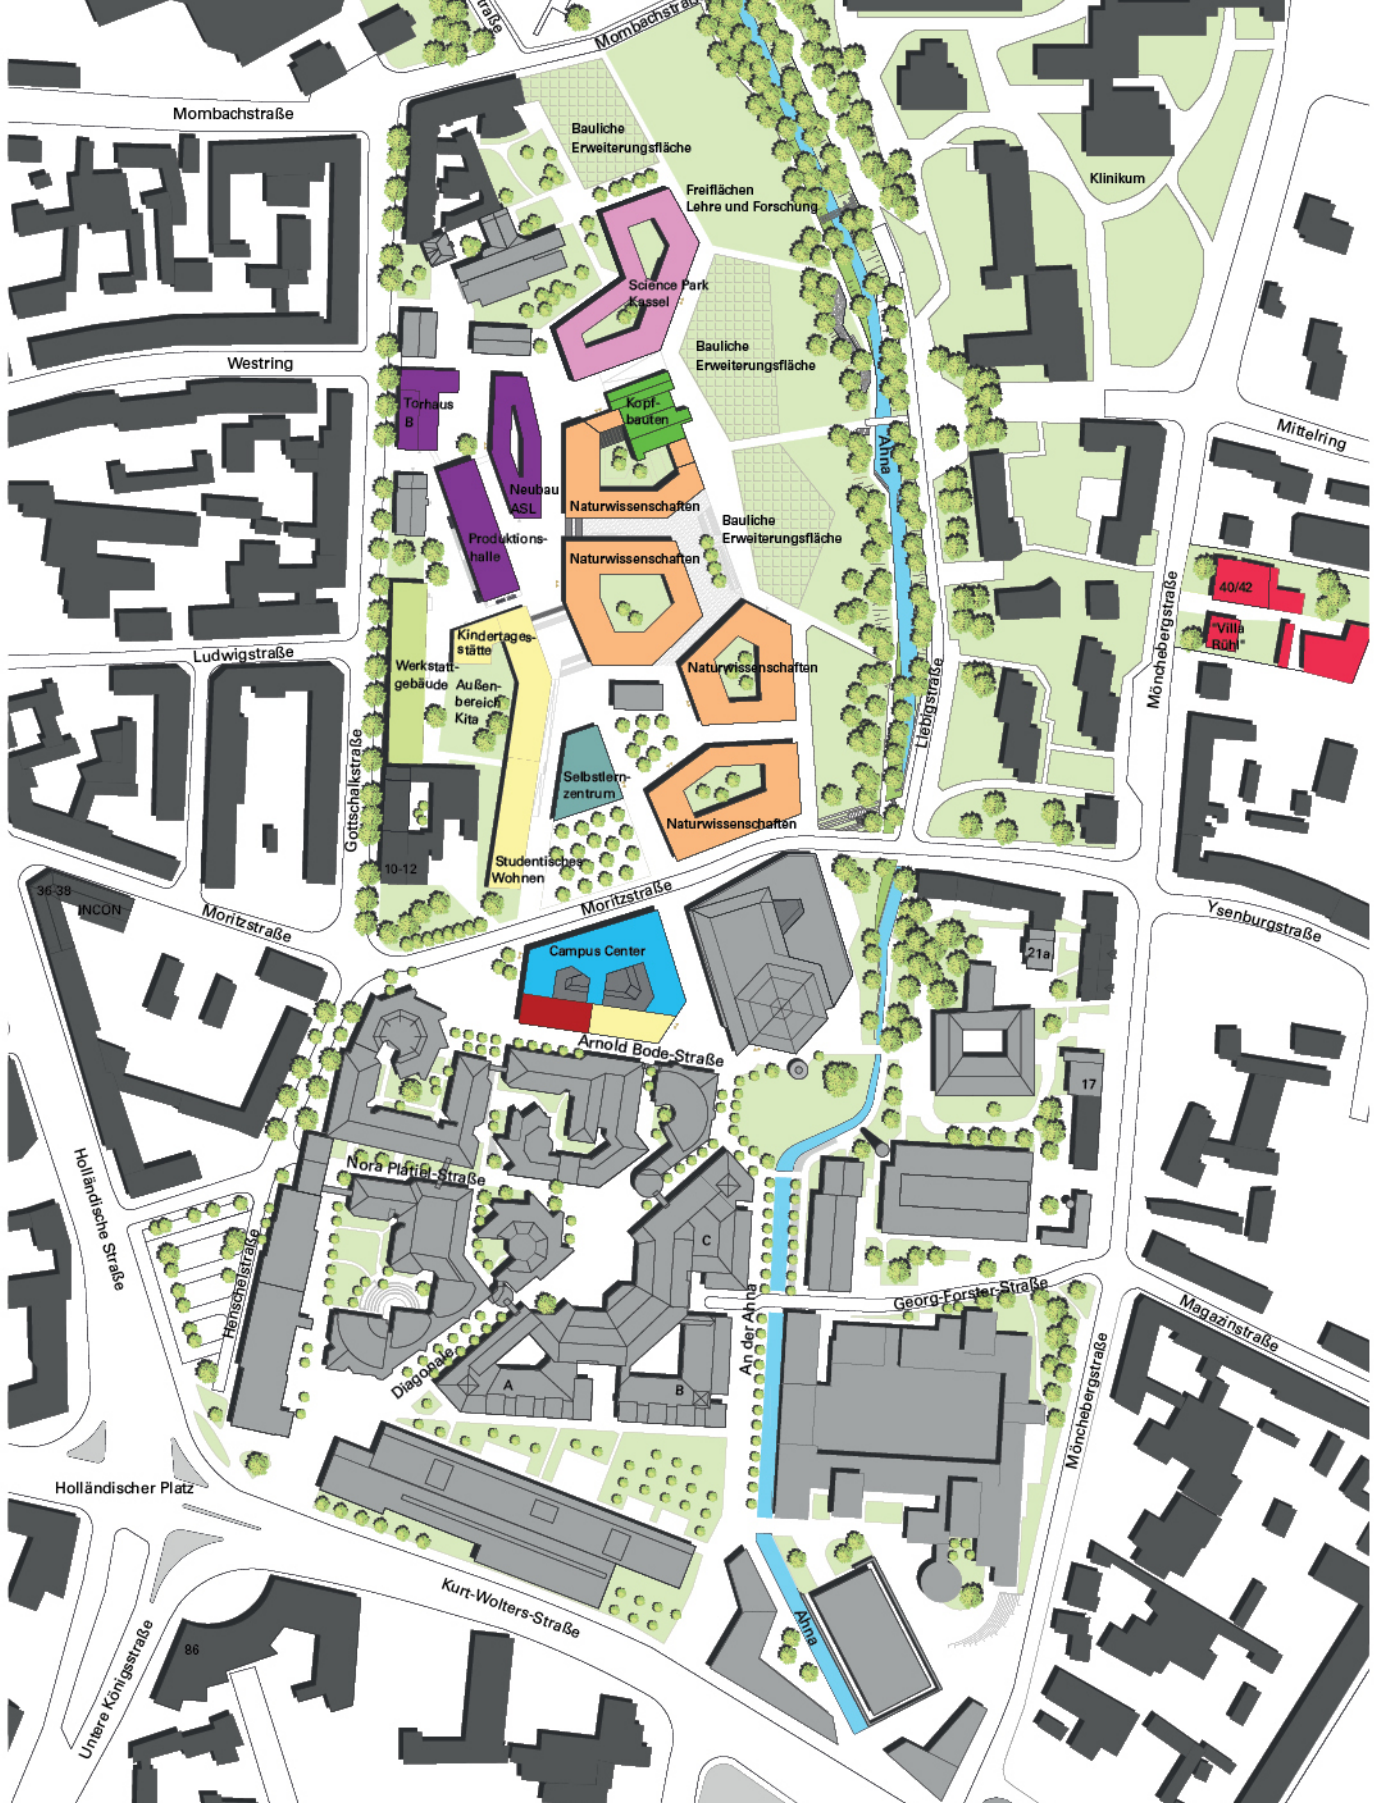 Mombachstraße
Mombachstraße
Bauliche
Erweiterungsfläche
Klinikum
Freiflächen
Lehre und Forschung
Science Park
Kassel
Westring
Bauliche
Erweiterungsfläche
Torhaus
B
Kopf-
bauten
Mittelring
Ahna
Neubau
ASL
Naturwissenschaften
Bauliche
Erweiterungsfläche
Produktions-
halle
Naturwissenschaften
40/42
"Villa
Rühl"
Mönchebergstraße
Kindertages-
stätte
Ludwigstraße
Werkstatt-
gebäude
Außen-
bereich
Kita
Naturwissenschaften
Liebigstraße
Gottschalkstraße
Selbstlern-
zentrum
Naturwissenschaften
10-12
Studentisches
Wohnen
36-38
INCON
Moritzstraße
Moritzstraße
Ysenburgstraße
Campus Center
21a
Arnold Bode-Straße
17
Holländische Straße
Nora Platiel-Straße
Henschelstraße
C
An der Ahna
Georg-Forster-Straße
Magazinstraße
Diagonale
A
B
Mönchebergstraße
Holländischer Platz
Kurt-Wolters-Straße
Ahna
86
Untere Königsstraße